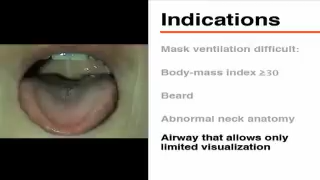 Indications
Mask ventilation difficult:
Body-mass index ≥30
Beard
Abnormal neck anatomy
Airway that allows only
limited visualization